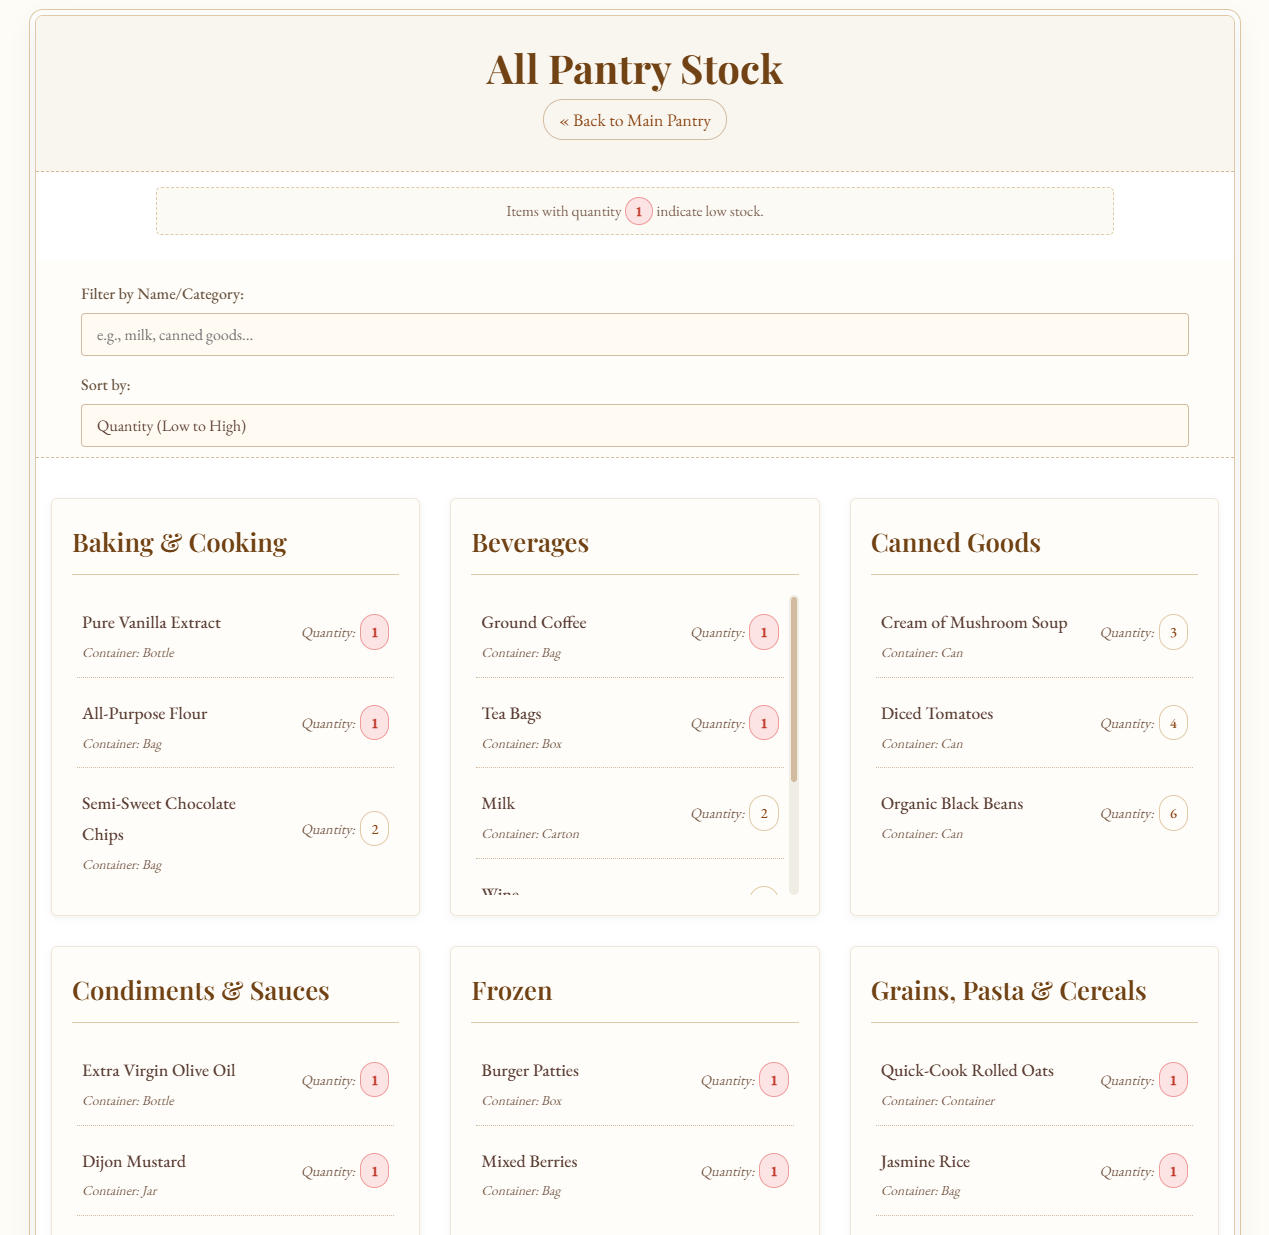 All Pantry Stock
« Back to Main Pantry
Items with quantity 1 indicate low stock.
Filter by Name/Category:
e.g., milk, canned goods...
Sort by:
Quantity (Low to High)
Baking & Cooking
Pure Vanilla Extract
Container: Bottle
Quantity: 1
All-Purpose Flour
Container: Bag
Quantity: 1
Semi-Sweet Chocolate
Chips
Container: Bag
Quantity: 2
Beverages
Ground Coffee
Container: Bag
Quantity: 1
Tea Bags
Container: Box
Quantity: 1
Milk
Container: Carton
Quantity: 2
Wine
Canned Goods
Cream of Mushroom Soup
Container: Can
Quantity: 3
Diced Tomatoes
Container: Can
Quantity: 4
Organic Black Beans
Container: Can
Quantity: 6
Condiments & Sauces
Extra Virgin Olive Oil
Container: Bottle
Quantity: 1
Dijon Mustard
Container: Jar
Quantity: 1
Frozen
Burger Patties
Container: Box
Quantity: 1
Mixed Berries
Container: Bag
Quantity: 1
Grains, Pasta & Cereals
Quick-Cook Rolled Oats
Container: Container
Quantity: 1
Jasmine Rice
Container: Bag
Quantity: 1